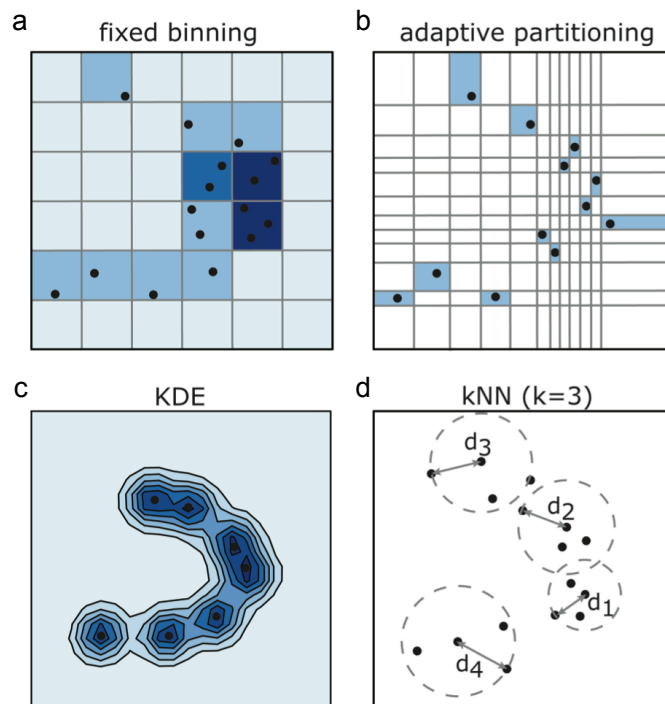 a
fixed binning
b
adaptive partitioning
c
KDE
d
kNN (k=3)
d3
d2
d1
d4